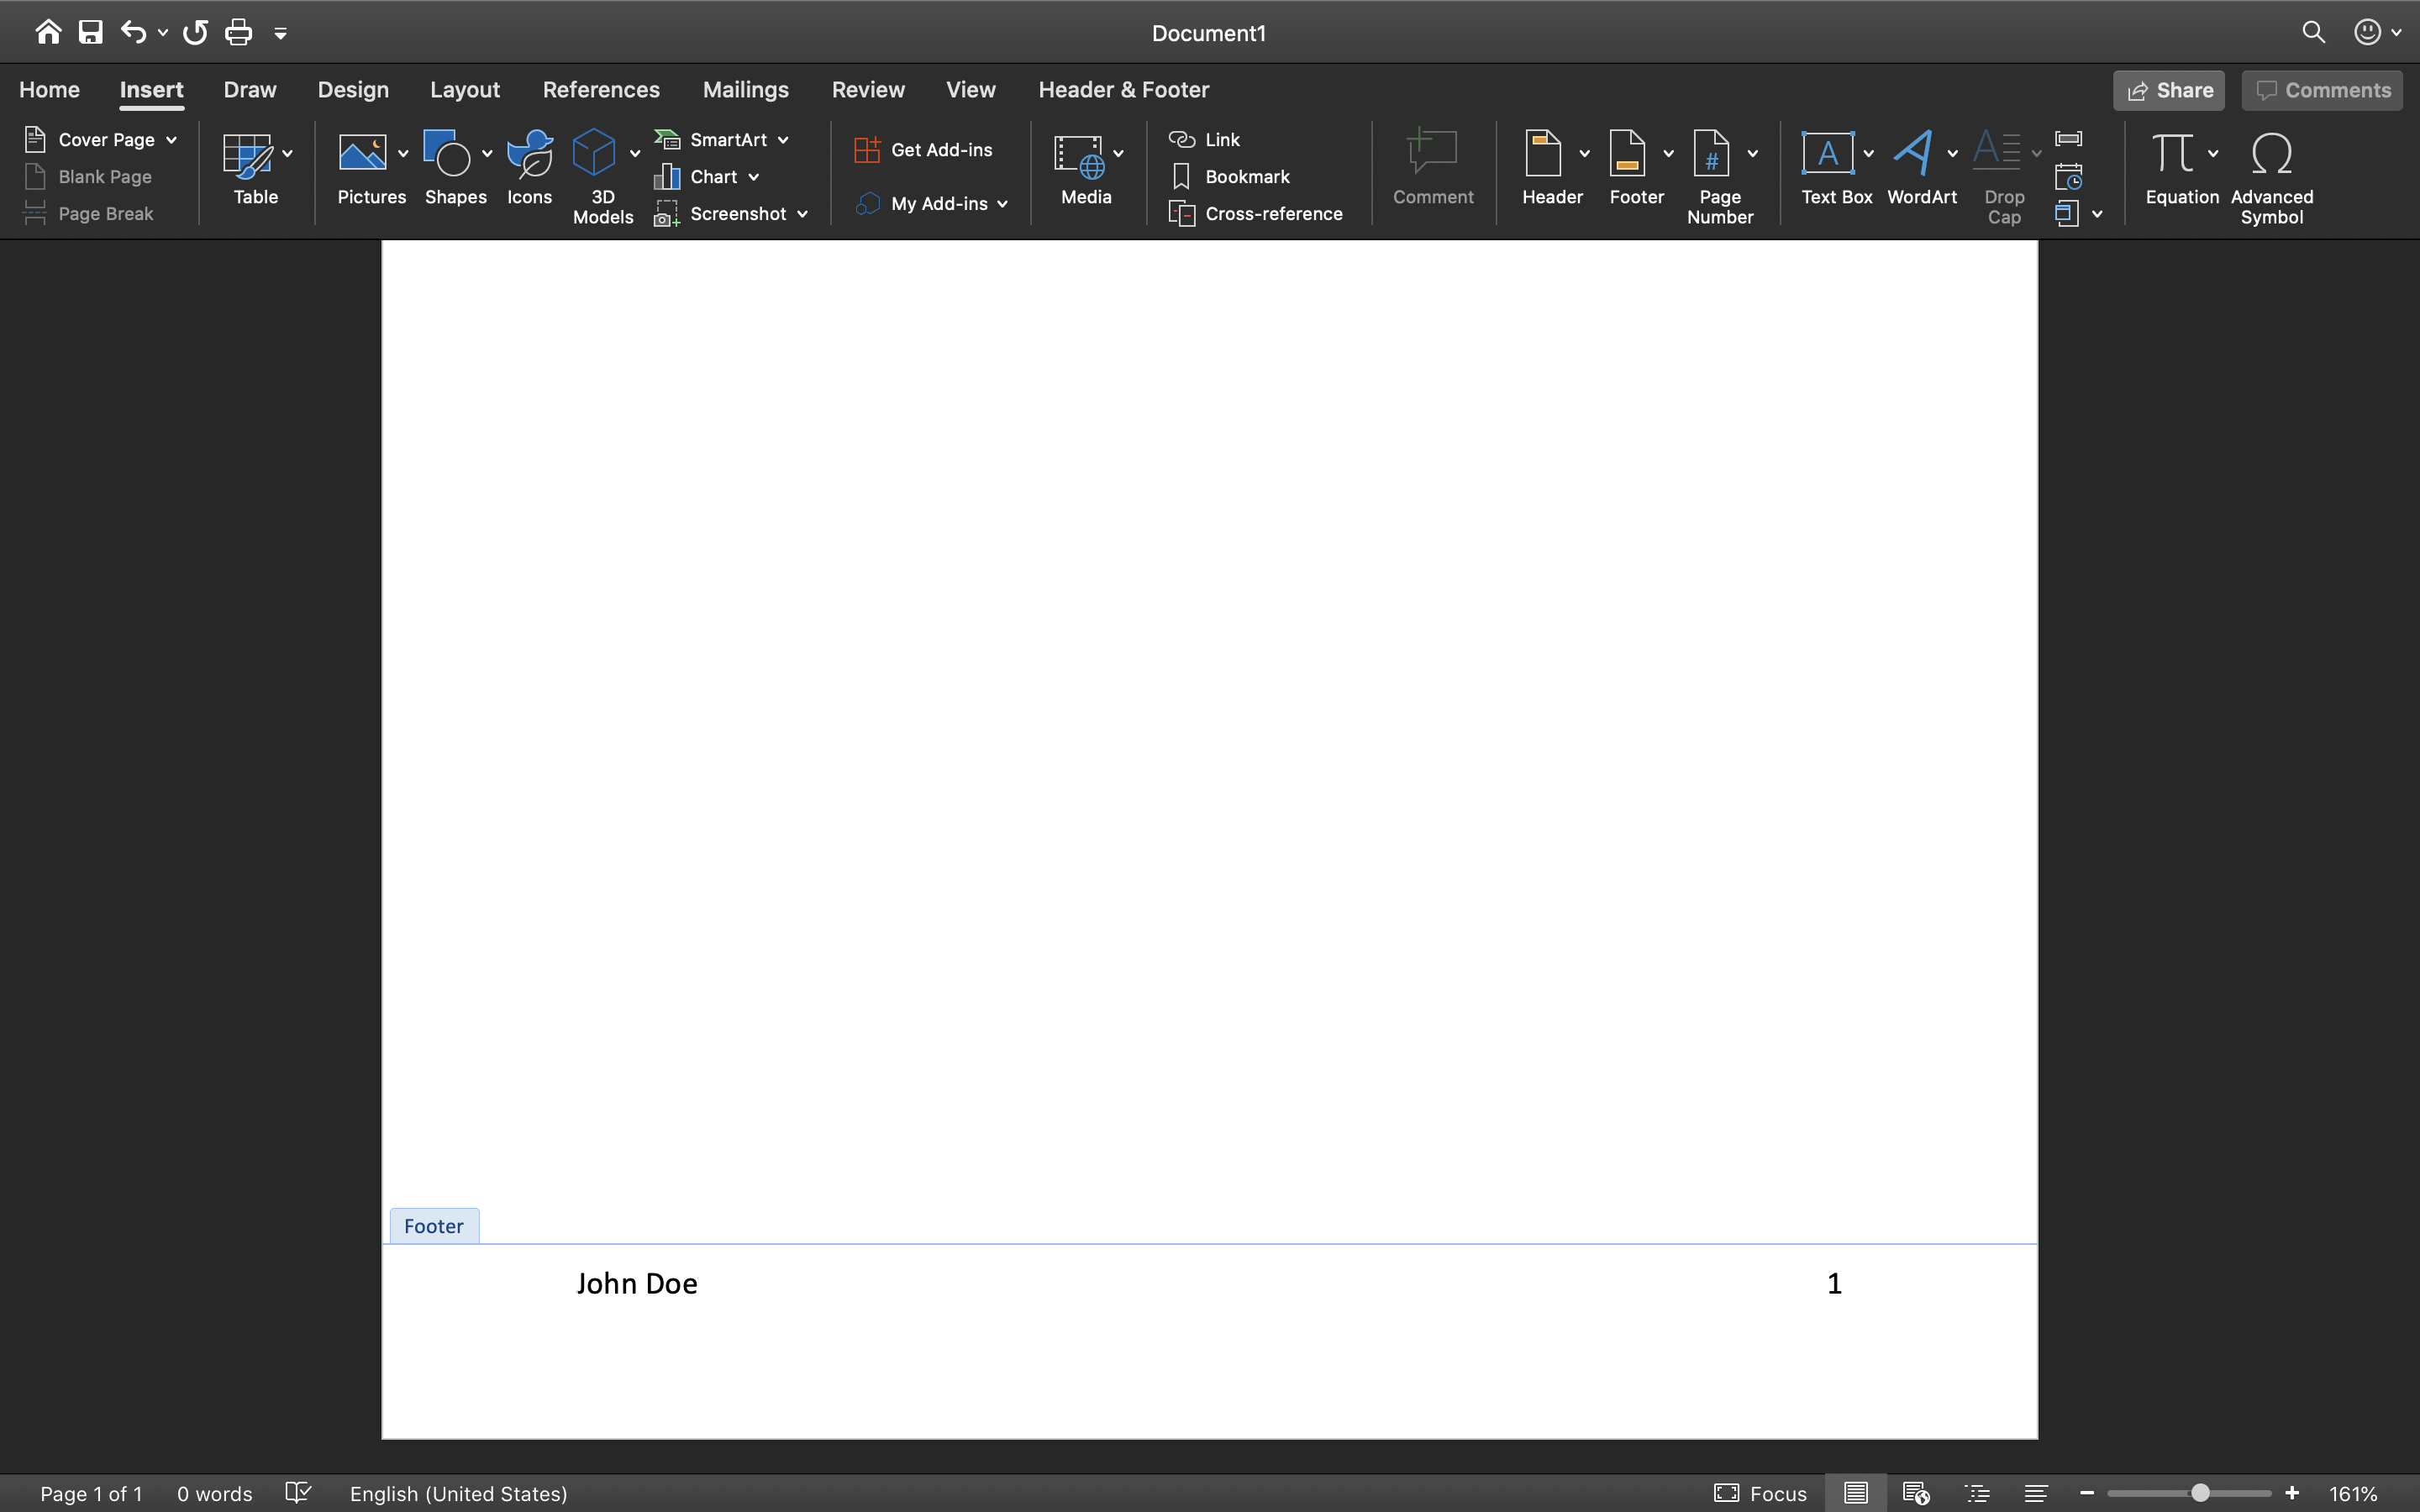 Document1
Home Insert Draw Design Layout References Mailings Review View Header & Footer Share Comments
Cover Page
Blank Page
Page Break
Table
Pictures
Shapes
Icons
3D
Models
SmartArt
Chart
Screenshot
Get Add-ins
My Add-ins
Media
Link
Bookmark
Cross-reference
Comment
Header
Footer
#
Page
Number
A
Text Box
WordArt
Drop
Cap
π
Equation
Ω
Advanced
Symbol
Footer
John Doe 1
Page 1 of 1 0 words English (United States) Focus 161%